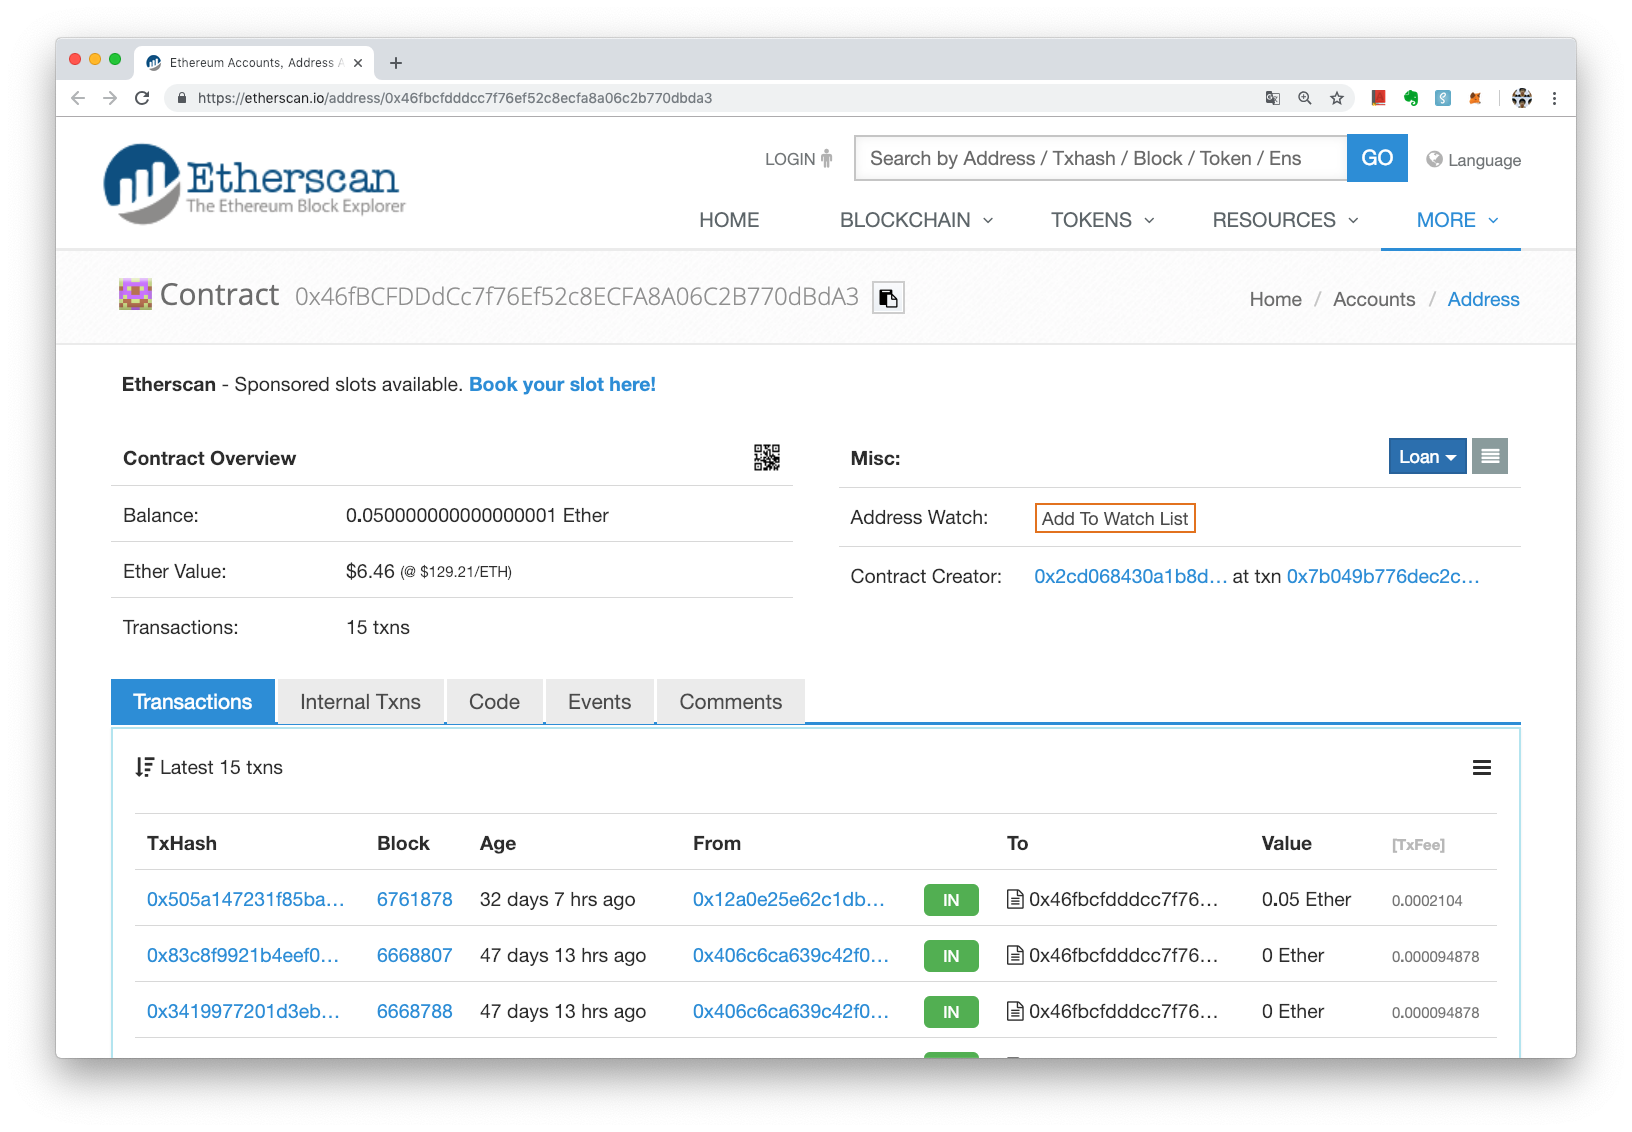 Ethereum Accounts, Address A
https://etherscan.io/address/0x46fbcfdddcc7f76ef52c8ecfa8a06c2b770dbda3
LOGIN
Search by Address / Txhash / Block / Token / Ens
GO
Language
Etherscan
The Ethereum Block Explorer
HOME BLOCKCHAIN TOKENS RESOURCES MORE
Contract 0x46fBCFDDdCc7f76Ef52c8ECFA8A06C2B770dBdA3
Home / Accounts / Address
Etherscan - Sponsored slots available. Book your slot here!
Contract Overview
Balance: 0.050000000000000001 Ether
Ether Value: $6.46 (@ $129.21/ETH)
Transactions: 15 txns
Misc: Loan
Address Watch: Add To Watch List
Contract Creator: 0x2cd068430a1b8d... at txn 0x7b049b776dec2c...
Transactions Internal Txns Code Events Comments
Latest 15 txns
TxHash Block Age From To Value [TxFee]
0x505a147231f85ba... 6761878 32 days 7 hrs ago 0x12a0e25e62c1db... IN 0x46fbcfdddcc7f76... 0.05 Ether 0.0002104
0x83c8f9921b4eef0... 6668807 47 days 13 hrs ago 0x406c6ca639c42f0... IN 0x46fbcfdddcc7f76... 0 Ether 0.000094878
0x3419977201d3eb... 6668788 47 days 13 hrs ago 0x406c6ca639c42f0... IN 0x46fbcfdddcc7f76... 0 Ether 0.000094878